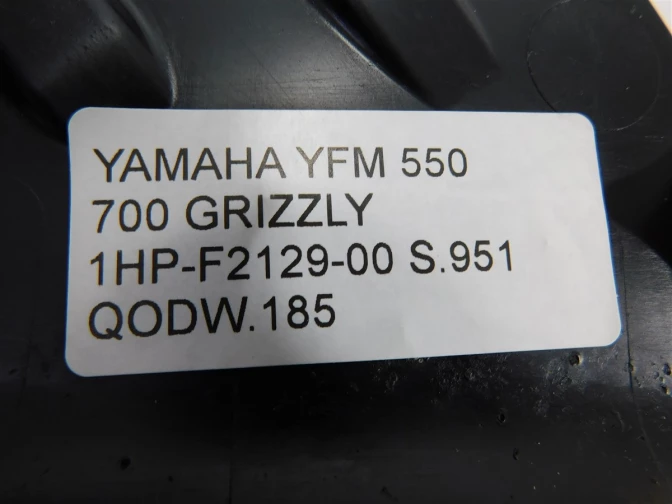 YAMAHA YFM 550
700 GRIZZLY
1HP-F2129-00 S.951
QODW.185